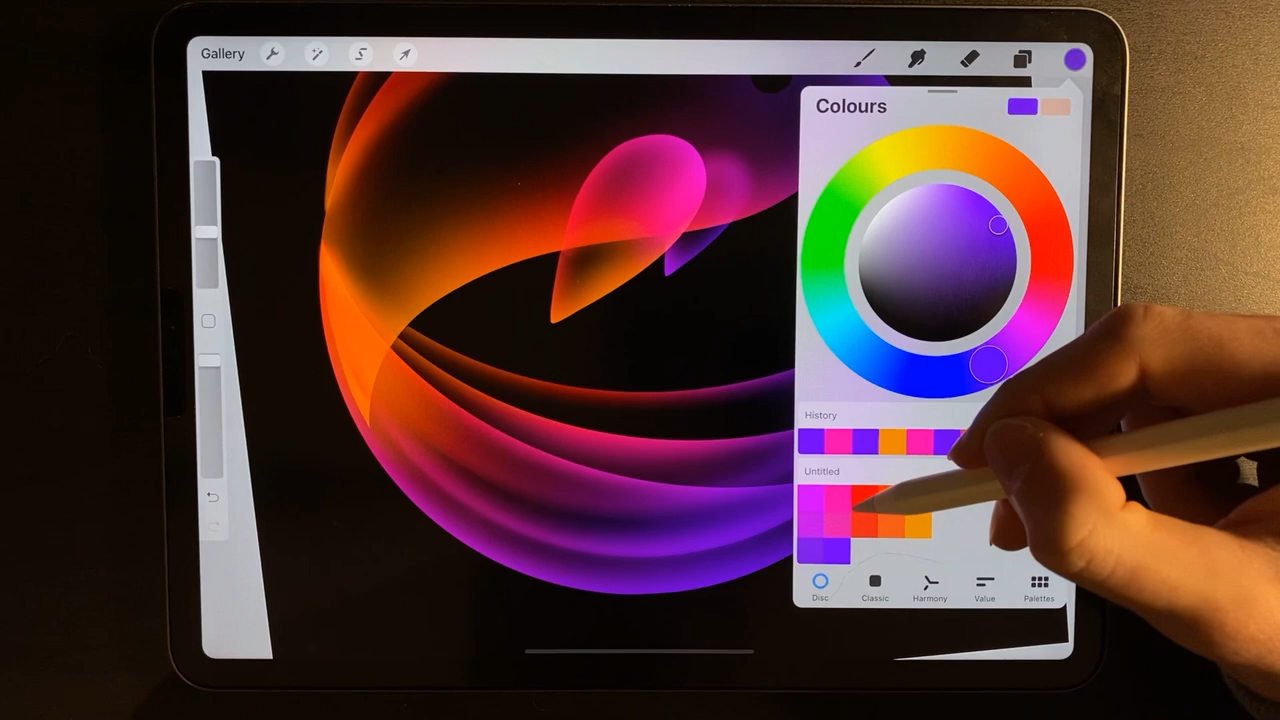 Gallery
Colours
History
Untitled
Disc
Classic
Harmony
Value
Palettes